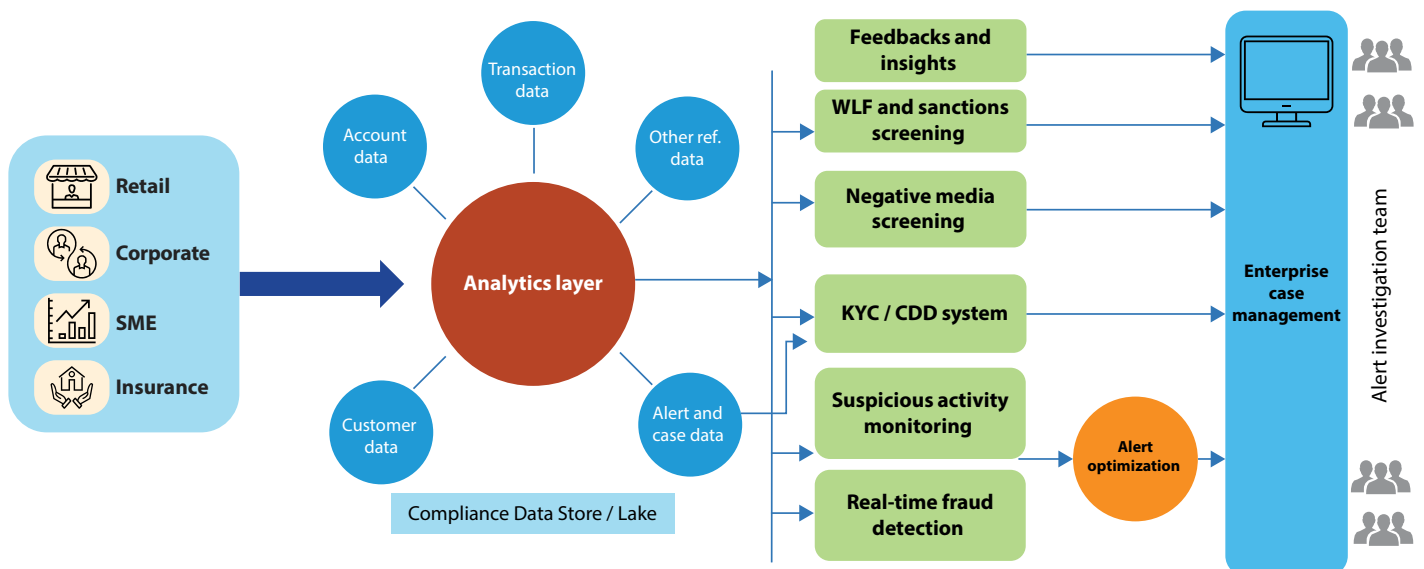 Retail
Corporate
SME
Insurance
Transaction
data
Account
data
Other ref.
data
Analytics layer
Customer
data
Alert and
case data
Compliance Data Store / Lake
Feedbacks and
insights
WLF and sanctions
screening
Negative media
screening
KYC / CDD system
Suspicious activity
monitoring
Real-time fraud
detection
Alert
optimization
Enterprise
case
management
Alert investigation team